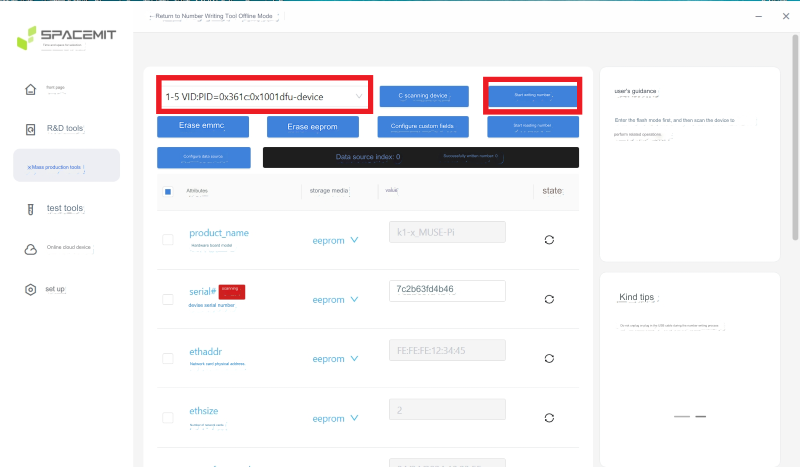 ←Return to Number Writing Tool Offline Mode
SPACEMIT
front page
R&D tools
Mass production tools
test tools
Online cloud device
set up
1-5 VID:PID=0x361c:0x1001dfu-device
C scanning device
Start writing number
Erase emmc
Erase eeprom
Configure custom fields
Start reading number
Configure data source
Data source index: 0
Successfully written number: 0
Attributes
storage media
value
state
product_name
Hardware board model
eeprom
k1-x_MUSE-Pi
serial#
scanning
device serial number
eeprom
7c2b63fd4b46
ethaddr
Network card physical address
eeprom
FE:FE:FE:12:34:45
ethsize
eeprom
2
user's guidance
Enter the flash mode first, and then scan the device to
perform related operations.
Kind tips